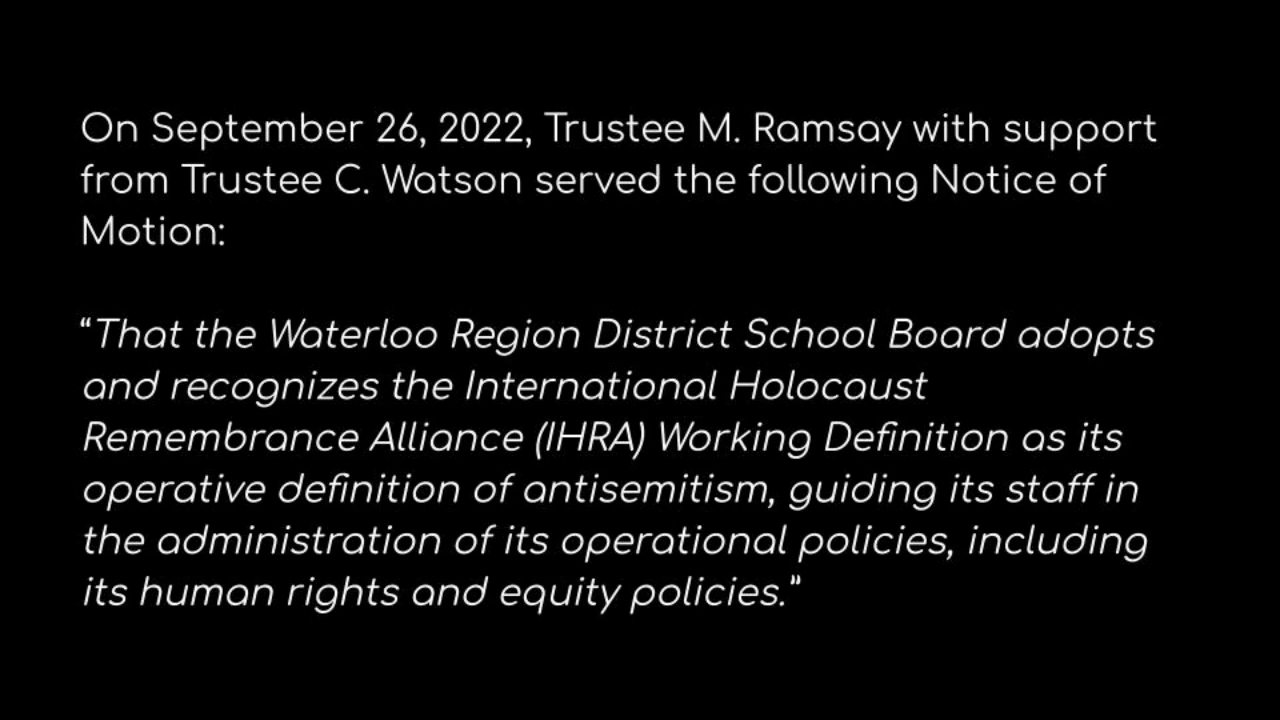 On September 26, 2022, Trustee M. Ramsay with support
from Trustee C. Watson served the following Notice of
Motion:
“That the Waterloo Region District School Board adopts
and recognizes the International Holocaust
Remembrance Alliance (IHRA) Working Definition as its
operative definition of antisemitism, guiding its staff in
the administration of its operational policies, including
its human rights and equity policies.”